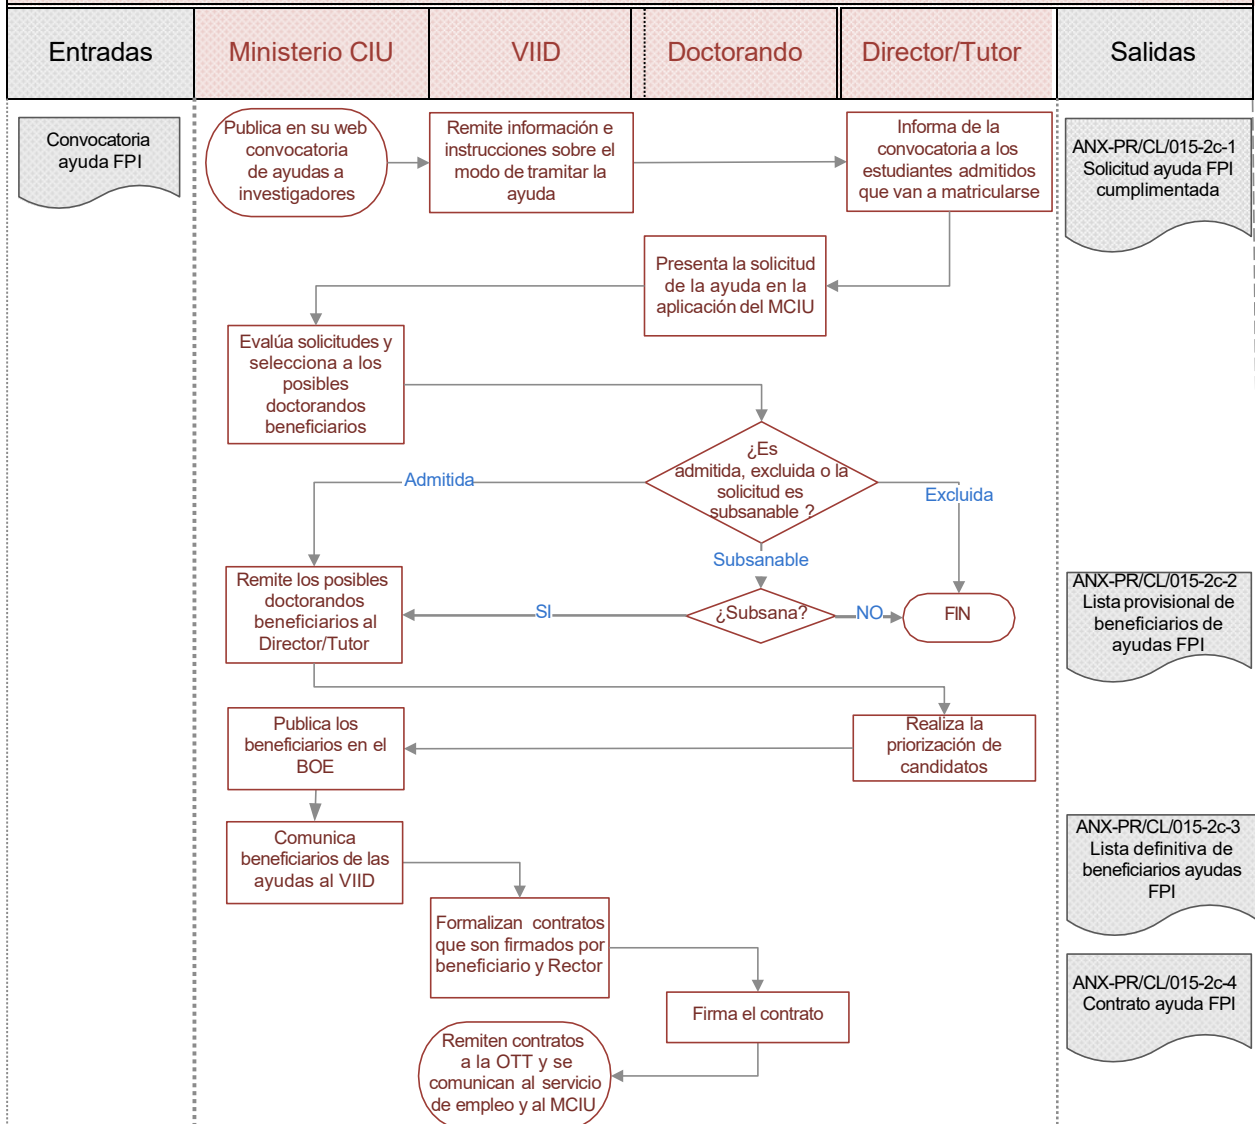 Entradas
Ministerio CIU
VIID
Doctorando
Director/Tutor
Salidas
Convocatoria
ayuda FPI
Publica en su web
convocatoria
de ayudas a
investigadores
Remite información e
instrucciones sobre el
modo de tramitar la
ayuda
Informa de la
convocatoria a los
estudiantes admitidos
que van a matricularse
ANX-PR/CL/015-2c-1
Solicitud ayuda FPI
cumplimentada
Presenta la solicitud
de la ayuda en la
aplicación del MCIU
Evalúa solicitudes y
selecciona a los
posibles
doctorandos
beneficiarios
¿Es
admitida, excluida o la
solicitud es
subsanable ?
Admitida
Excluida
Subsanable
Remite los posibles
doctorandos
beneficiarios al
Director/Tutor
SI
¿Subsana?
NO
FIN
ANX-PR/CL/015-2c-2
Lista provisional de
beneficiarios de
ayudas FPI
Publica los
beneficiarios en el
BOE
Realiza la
priorización de
candidatos
Comunica
beneficiarios de las
ayudas al VIID
ANX-PR/CL/015-2c-3
Lista definitiva de
beneficiarios ayudas
FPI
Formalizan contratos
que son firmados por
beneficiario y Rector
Firma el contrato
ANX-PR/CL/015-2c-4
Contrato ayuda FPI
Remiten contratos
a la OTT y se
comunican al servicio
de empleo y al MCIU